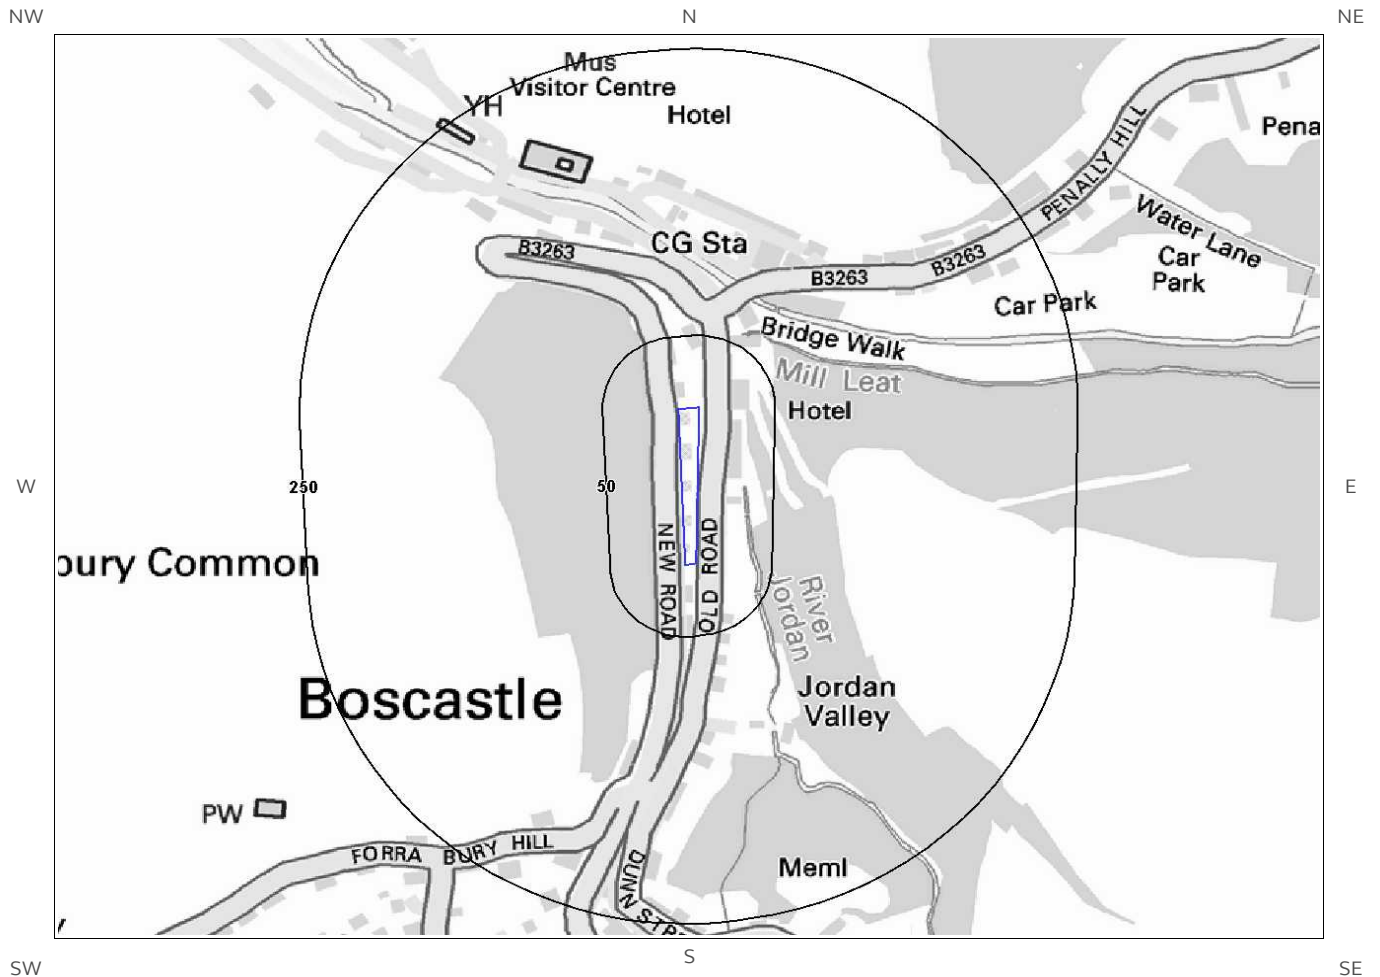 NW
N
NE
Mus
Visitor Centre
YH
Hotel
Pena
PENALLY HILL
Water Lane
Car
Park
CG Sta
B3263
B3263
B3263
Car Park
Bridge Walk
Mill Leat
Hotel
W
250
50
E
NEW ROAD
OLD ROAD
bury Common
River
Jordan
Boscastle
Jordan
Valley
PW
FORRA BURY HILL
DUNN STR
Meml
SW
S
SE